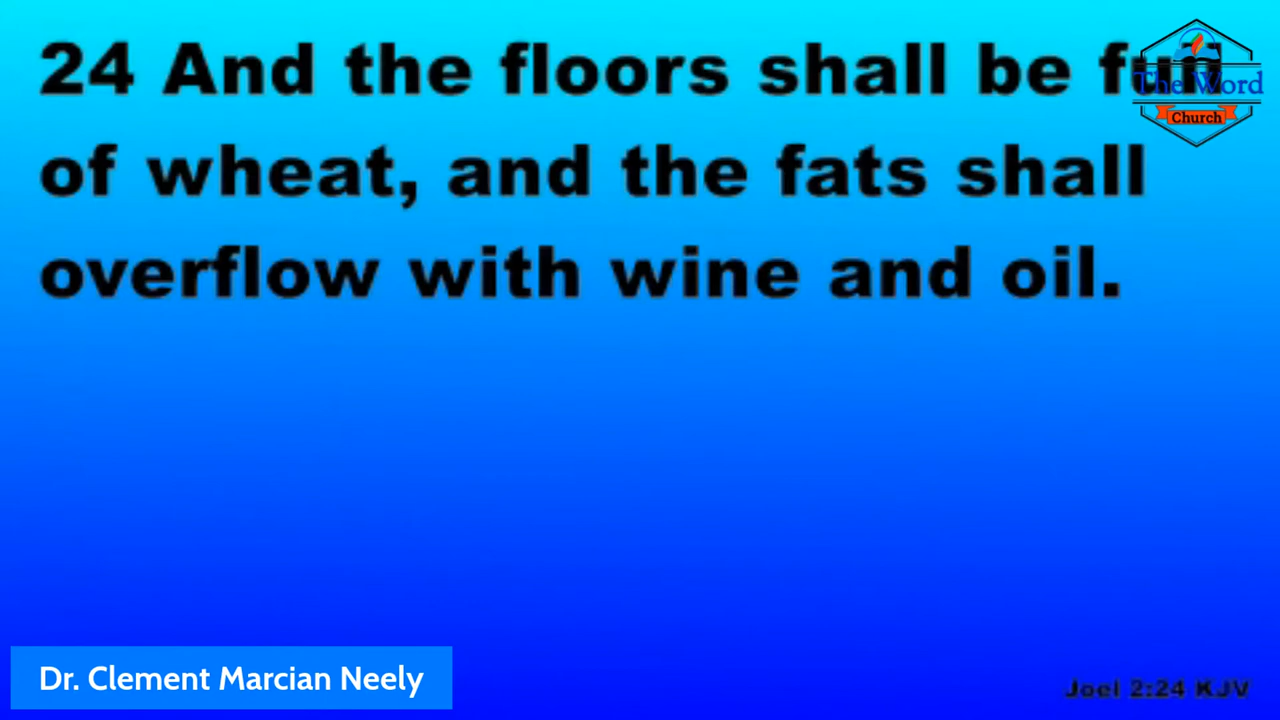 24 And the floors shall be full
of wheat, and the fats shall
overflow with wine and oil.
The Word
Church
Dr. Clement Marcian Neely
Joel 2:24 KJV